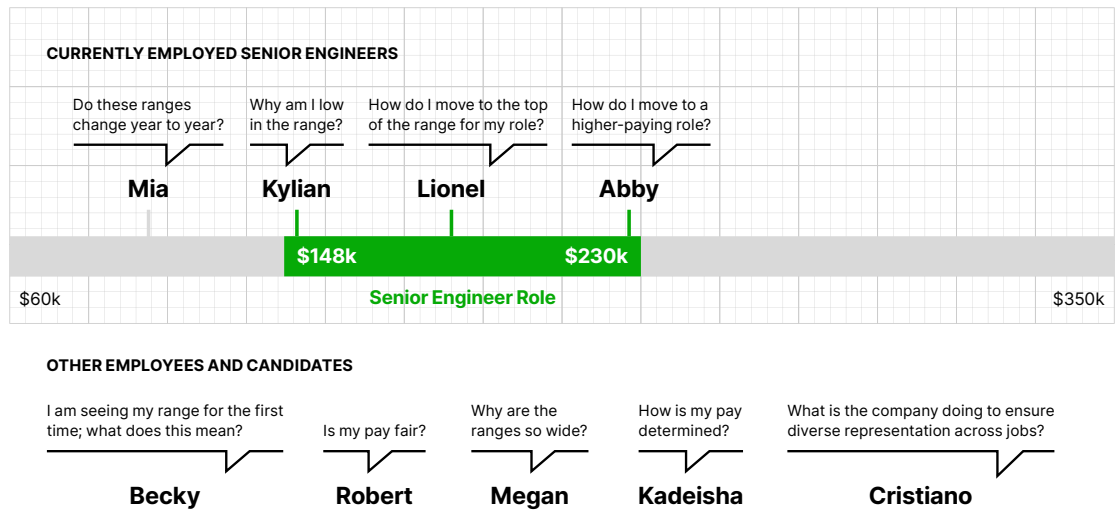 CURRENTLY EMPLOYED SENIOR ENGINEERS
Do these ranges
change year to year?
Why am I low
in the range?
How do I move to the top
of the range for my role?
How do I move to a
higher-paying role?
Mia
Kylian
Lionel
Abby
$148k
$230k
$60k
Senior Engineer Role
$350k
OTHER EMPLOYEES AND CANDIDATES
I am seeing my range for the first
time; what does this mean?
Is my pay fair?
Why are the
ranges so wide?
How is my pay
determined?
What is the company doing to ensure
diverse representation across jobs?
Becky
Robert
Megan
Kadeisha
Cristiano